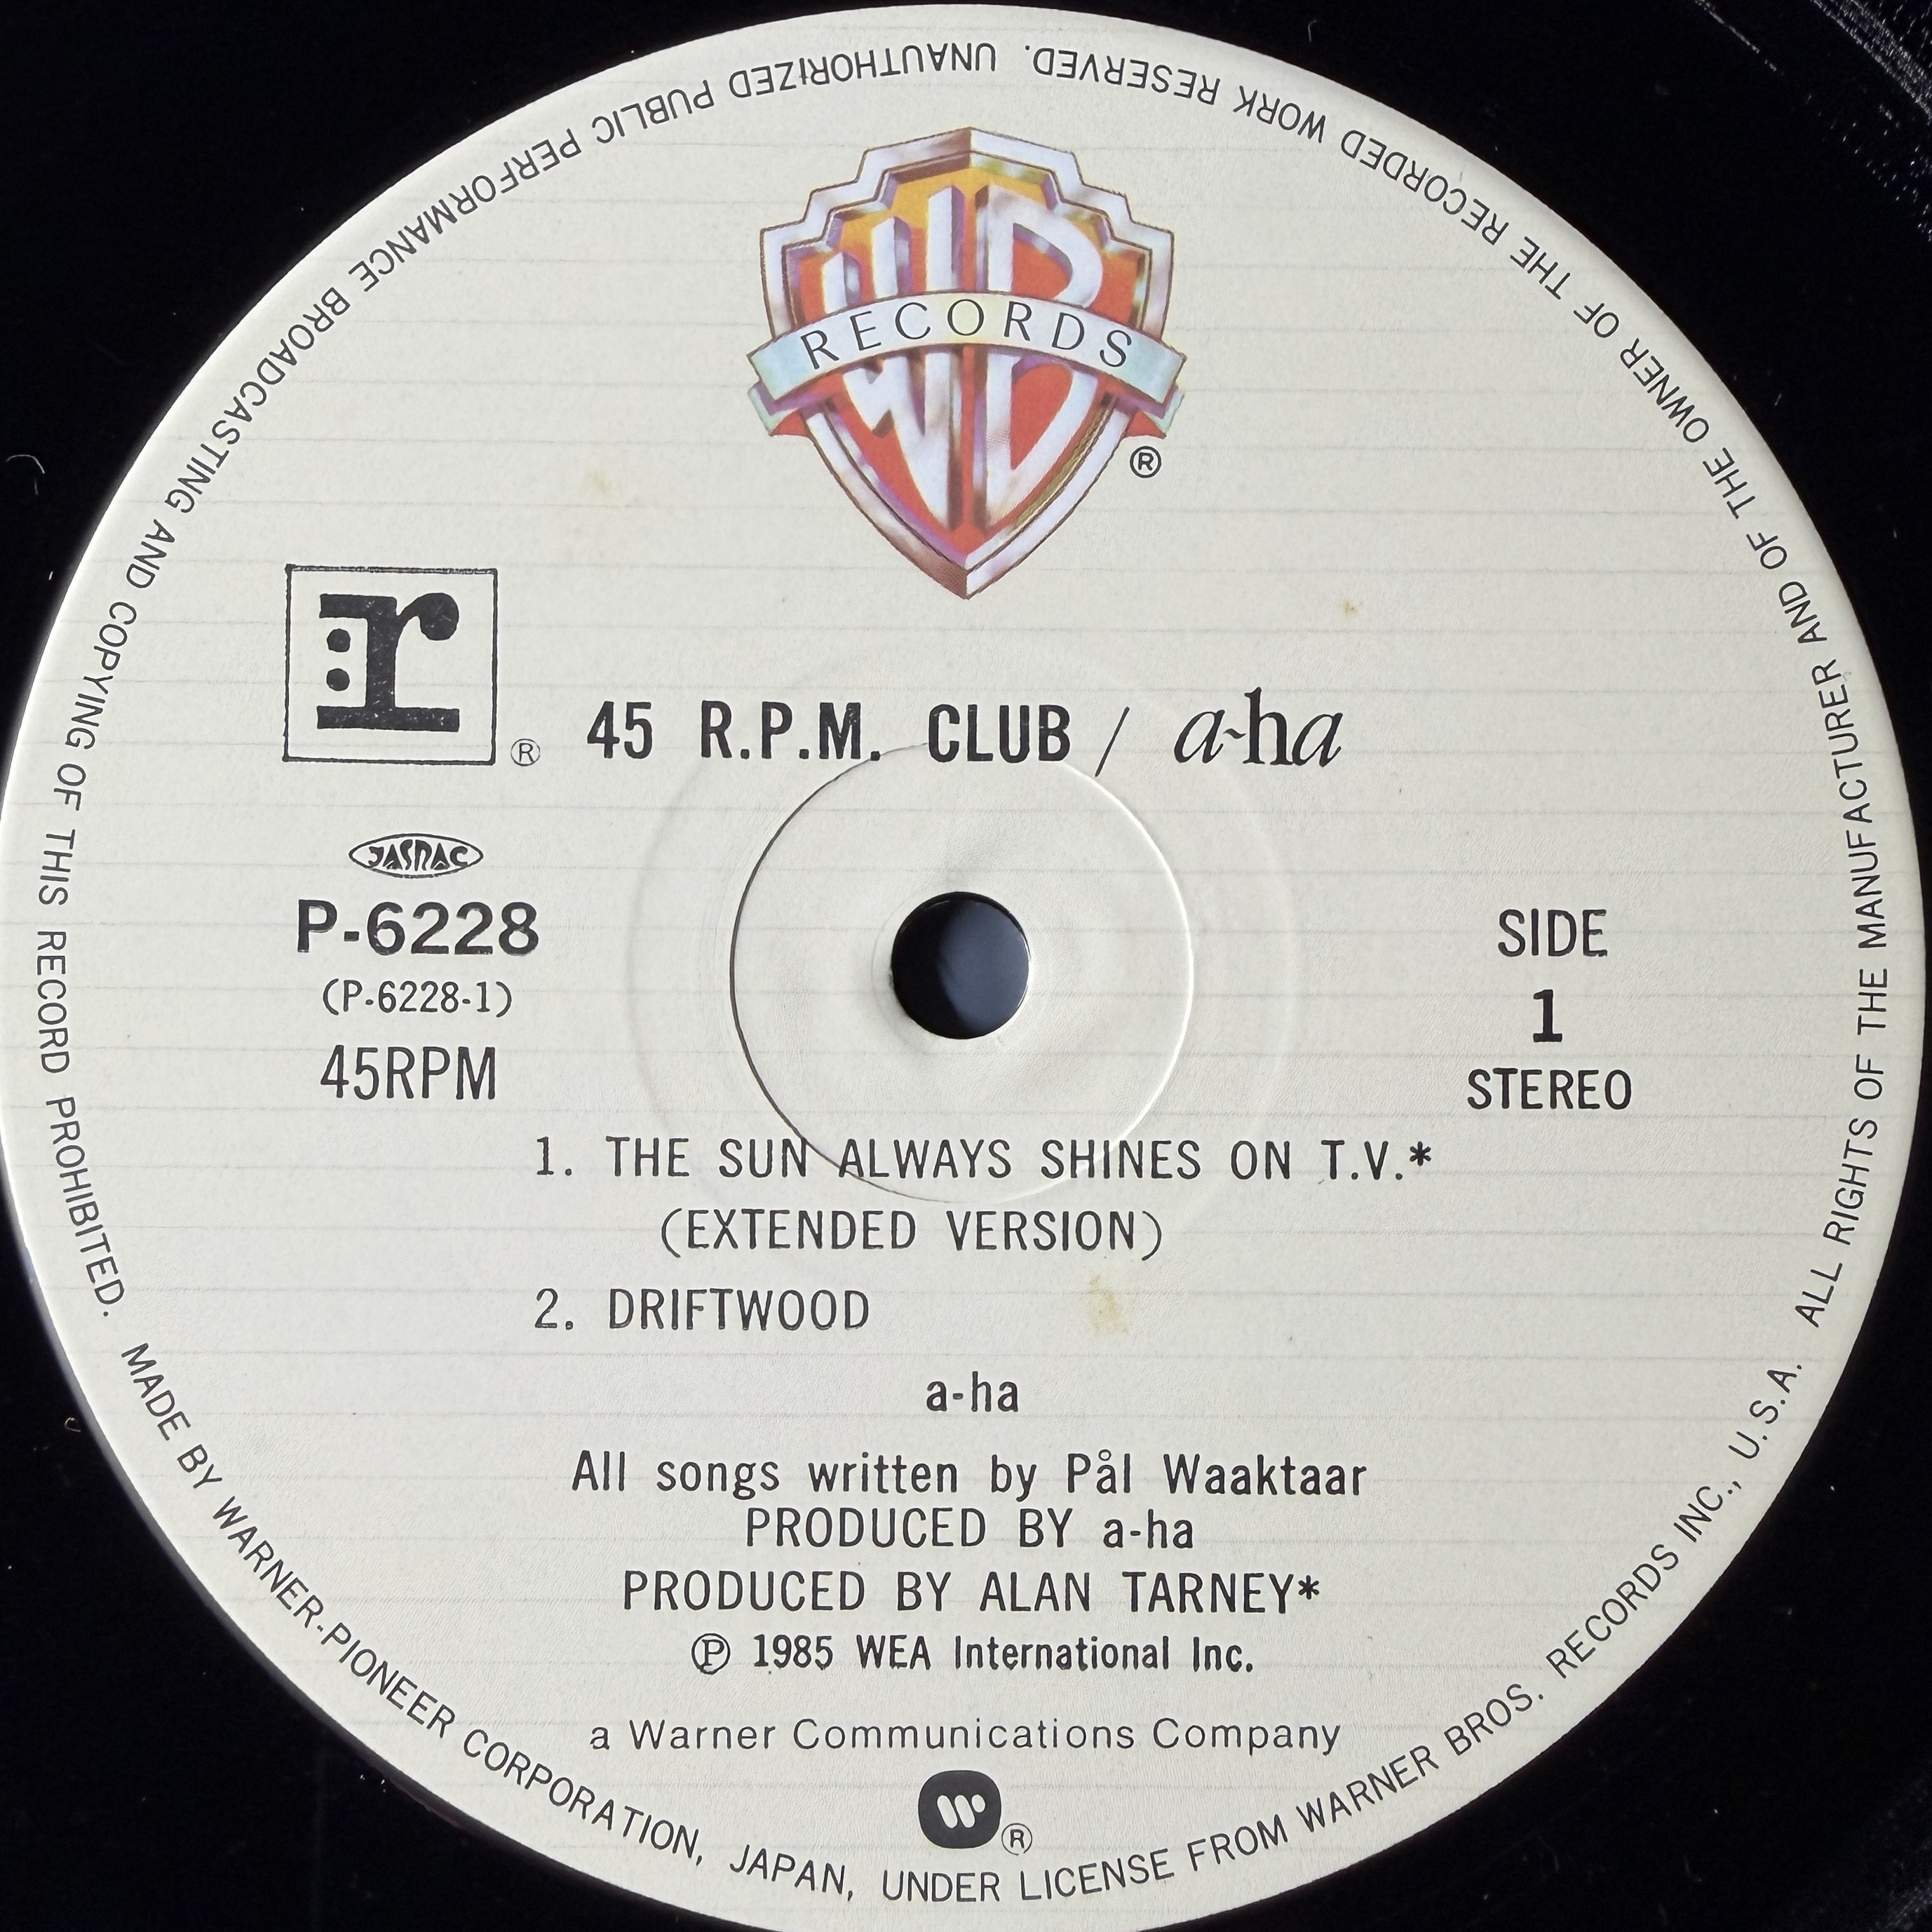 RECORDS
®
r
®
45 R.P.M. CLUB / a-ha
JASRAC
P-6228
(P-6228-1)
45RPM
SIDE
1
STEREO
1. THE SUN ALWAYS SHINES ON T.V.*
(EXTENDED VERSION)
2. DRIFTWOOD
a-ha
All songs written by Pål Waaktaar
PRODUCED BY a-ha
PRODUCED BY ALAN TARNEY*
℗ 1985 WEA International Inc.
a Warner Communications Company
®
MADE BY WARNER-PIONEER CORPORATION, JAPAN, UNDER LICENSE FROM WARNER BROS. RECORDS INC., U.S.A. ALL RIGHTS OF THE MANUFACTURER AND OF THE OWNER OF THE RECORDED WORK RESERVED. UNAUTHORIZED PUBLIC PERFORMANCE BROADCASTING AND COPYING OF THIS RECORD PROHIBITED.